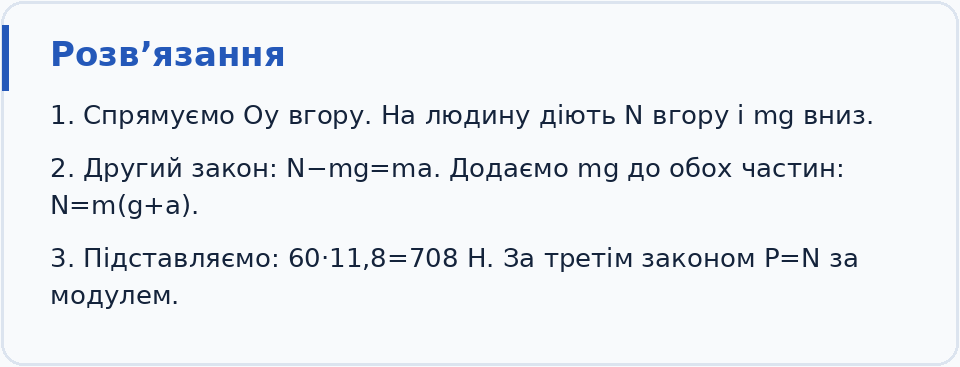 Розв’язання
1. Спрямуємо Oy вгору. На людину діють N вгору і mg вниз.
2. Другий закон: N−mg=ma. Додаємо mg до обох частин:
N=m(g+a).
3. Підставляємо: 60·11,8=708 Н. За третім законом P=N за
модулем.